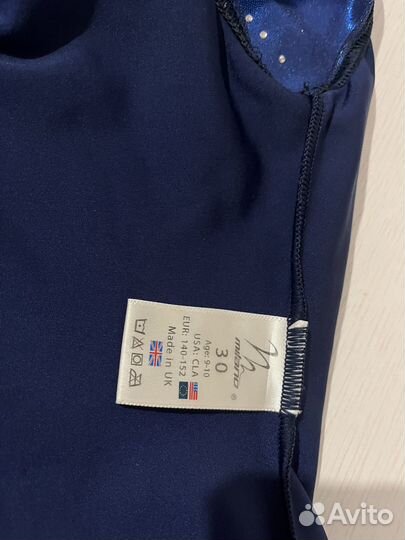 milano ®
30
Age: 9-10
USA: CLA
EUR: 140-152
Made in UK
Avito